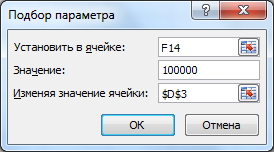 Подбор параметра
Установить в ячейке: F14
Значение: 100000
Изменяя значение ячейки: $D$3
ОК Отмена